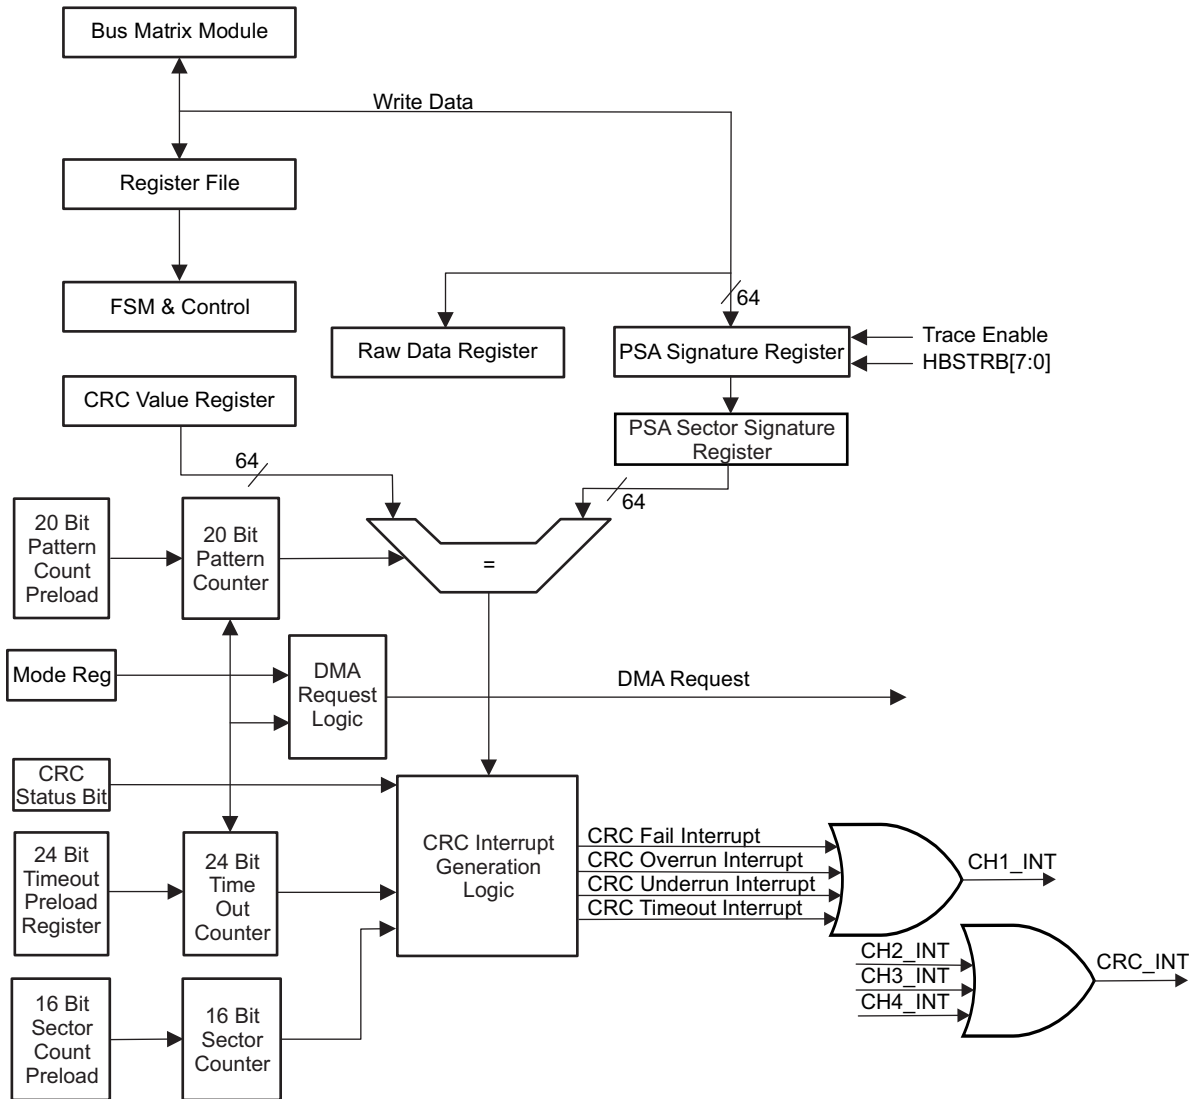 Bus Matrix Module
Write Data
Register File
FSM & Control
64
Raw Data Register
PSA Signature Register
Trace Enable
HBSTRB[7:0]
CRC Value Register
PSA Sector Signature
Register
64
64
20 Bit
Pattern
Count
Preload
20 Bit
Pattern
Counter
=
Mode Reg
DMA
Request
Logic
DMA Request
CRC
Status Bit
24 Bit
Timeout
Preload
Register
24 Bit
Time
Out
Counter
CRC Interrupt
Generation
Logic
CRC Fail Interrupt
CRC Overrun Interrupt
CRC Underrun Interrupt
CRC Timeout Interrupt
CH1_INT
CH2_INT
CH3_INT
CH4_INT
CRC_INT
16 Bit
Sector
Count
Preload
16 Bit
Sector
Counter